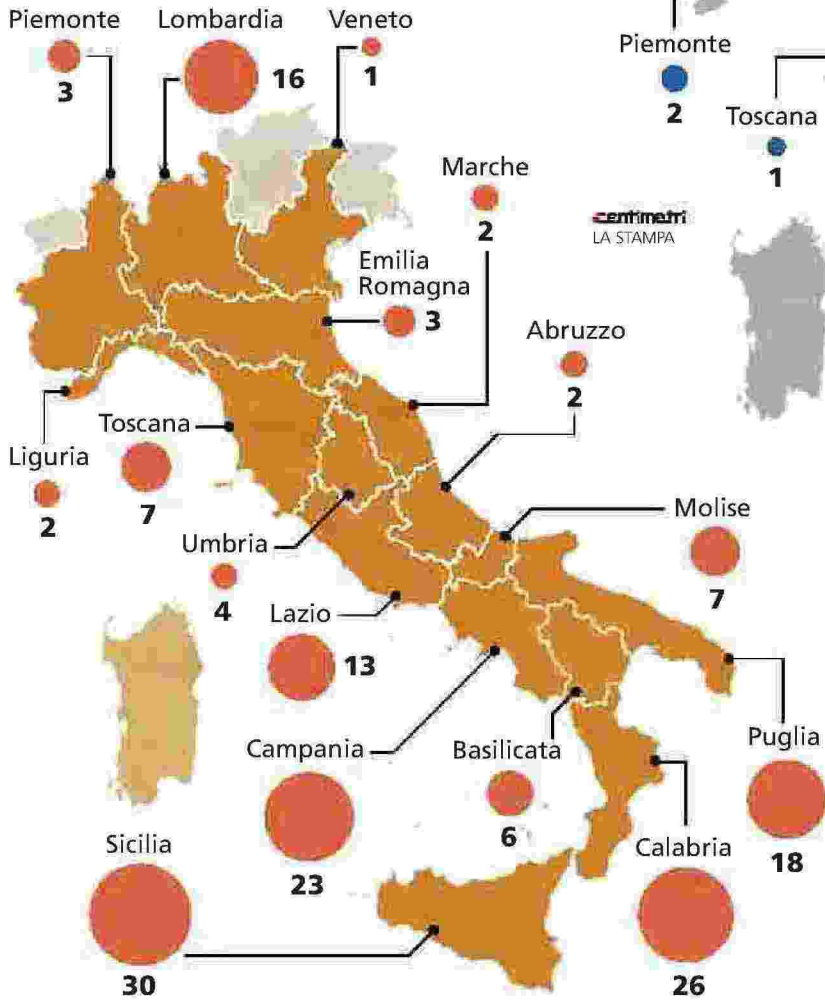 Piemonte
3
Lombardia
16
Veneto
1
Piemonte
2
Toscana
1
Marche
2
centimetri
LA STAMPA
Emilia
Romagna
3
Abruzzo
2
Toscana
7
Liguria
2
Molise
7
Umbria
4
Lazio
13
Campania
23
Basilicata
6
Puglia
18
Sicilia
30
Calabria
26